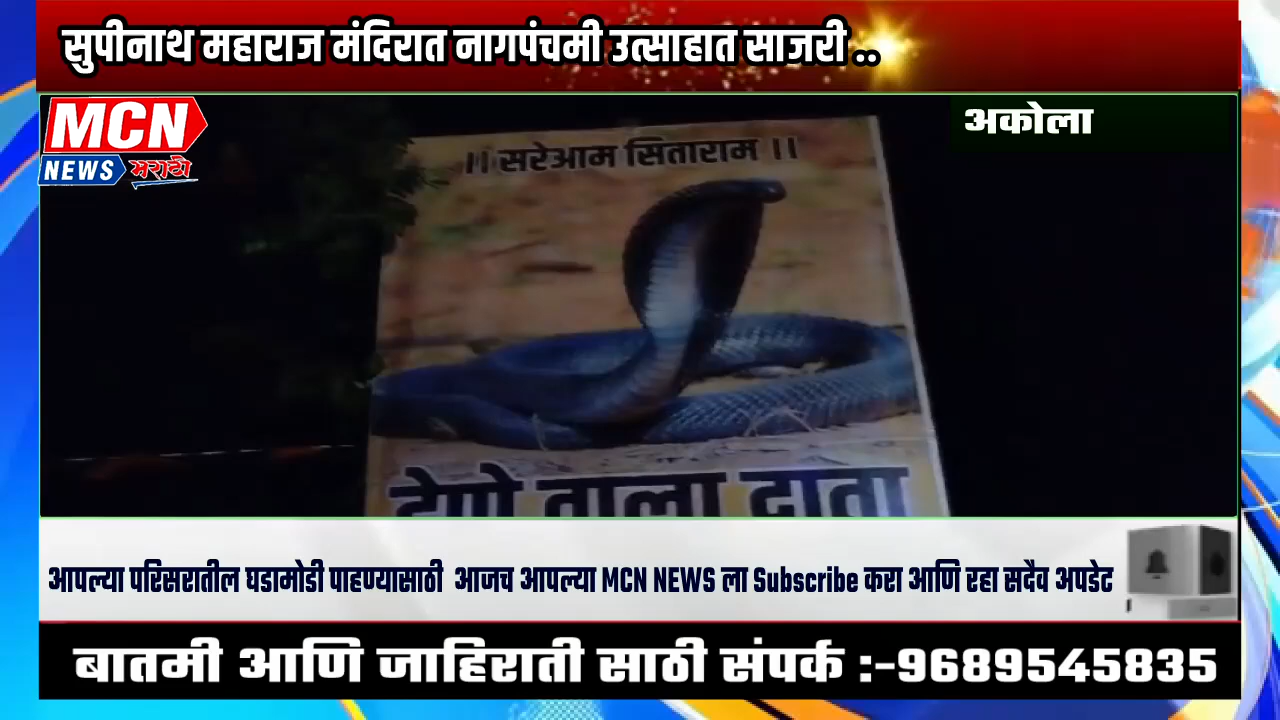 सुपीनाथ महाराज मंदिरात नागपंचमी उत्साहात साजरी ..
MCN
NEWS मराठी
अकोला
।। सरेआम सिताराम ।।
वाला दाता
आपल्या परिसरातील घडामोडी पाहण्यासाठी आजच आपल्या MCN NEWS ला Subscribe करा आणि रहा सदैव अपडेट
बातमी आणि जाहिराती साठी संपर्क :-9689545835